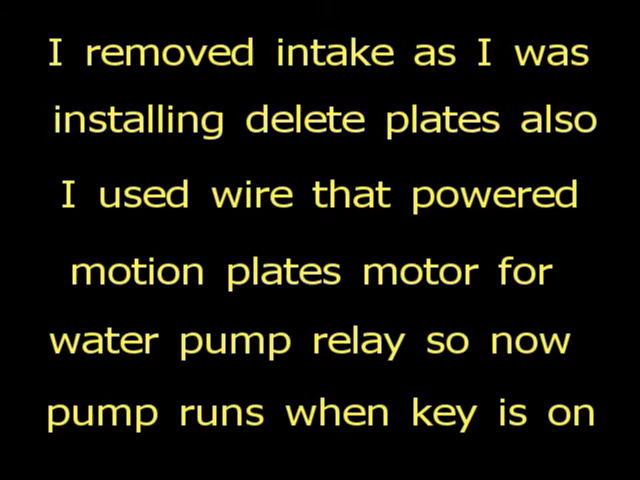 I removed intake as I was
installing delete plates also
I used wire that powered
motion plates motor for
water pump relay so now
pump runs when key is on